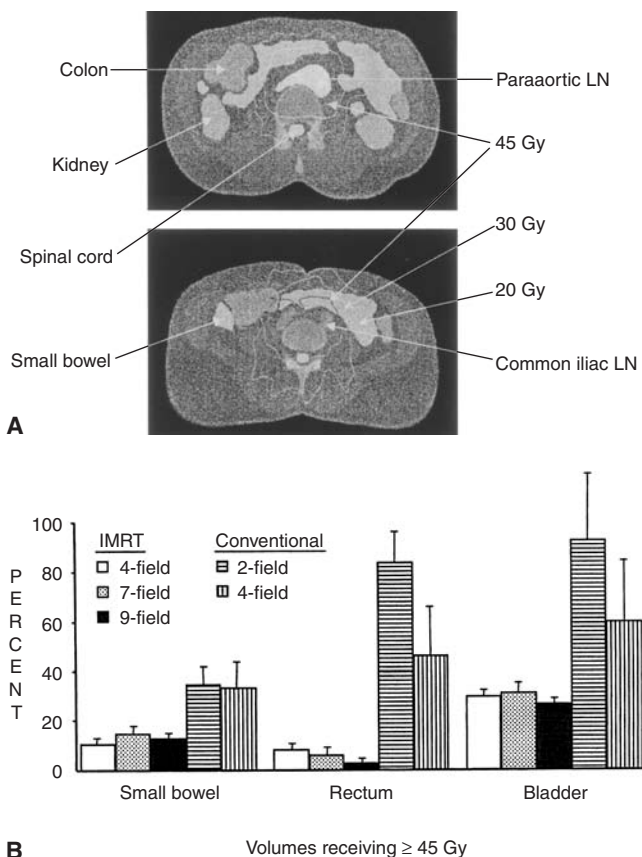 Colon
Paraaortic LN
45 Gy
Kidney
30 Gy
Spinal cord
20 Gy
Small bowel
Common iliac LN
A
PERCENT
100
80
60
40
20
0
IMRT
4-field
7-field
9-field
Conventional
2-field
4-field
Small bowel Rectum Bladder
B Volumes receiving ≥ 45 Gy